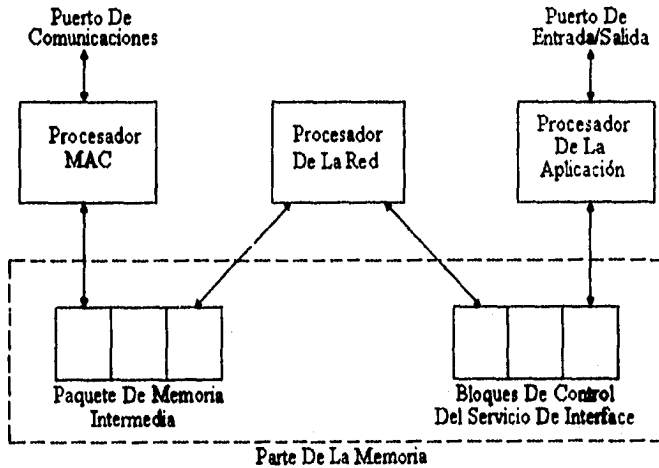 Puerto De
Comunicaciones
Puerto De
Entrada/Salida
Procesador
MAC
Procesador
De La Red
Procesador
De La
Aplicación
Paquete De Memoria
Intermedia
Bloques De Control
Del Servicio De Interface
Parte De La Memoria